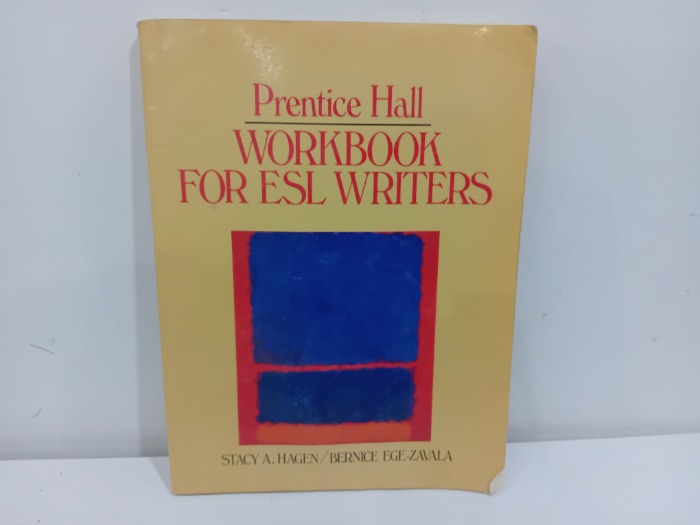 Prentice Hall
WORKBOOK
FOR ESL WRITERS
STACY A. HAGEN/BERNICE EGE-ZAVALA